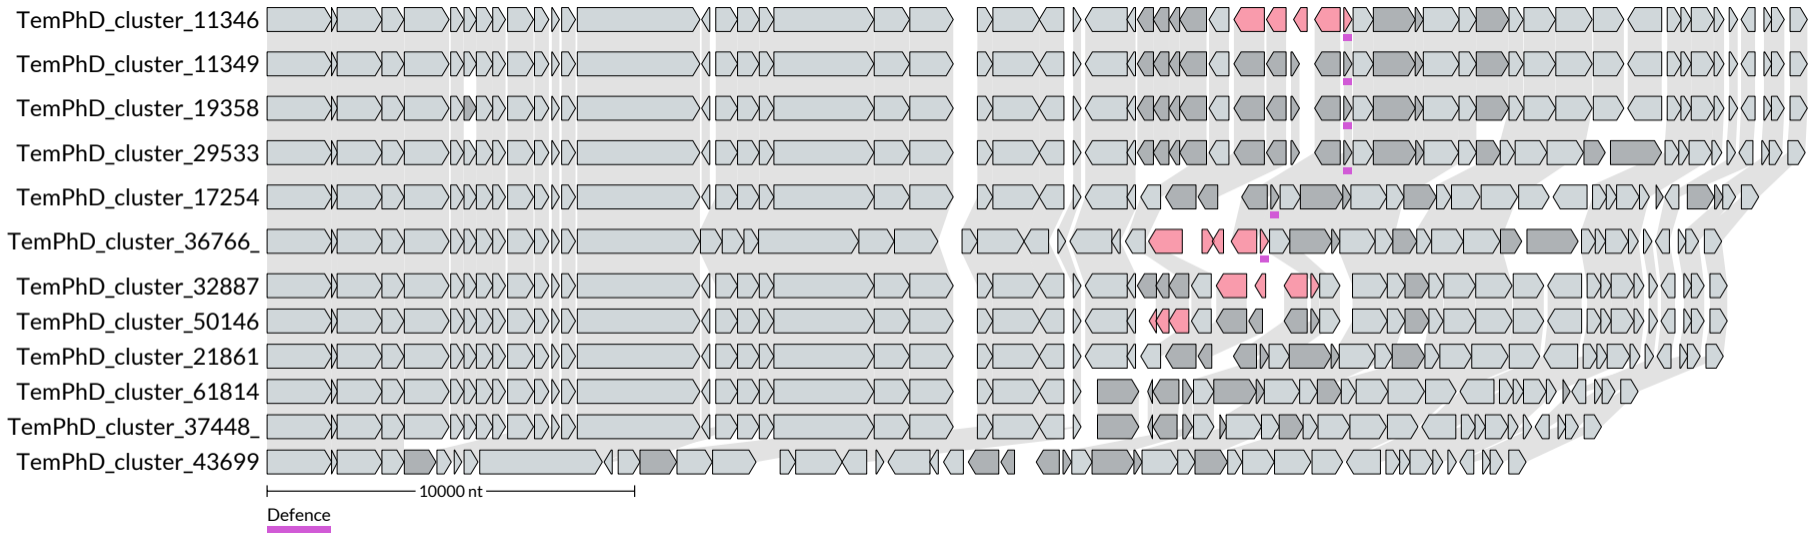 TemPhD_cluster_11346
TemPhD_cluster_11349
TemPhD_cluster_19358
TemPhD_cluster_29533
TemPhD_cluster_17254
TemPhD_cluster_36766_
TemPhD_cluster_32887
TemPhD_cluster_50146
TemPhD_cluster_21861
TemPhD_cluster_61814
TemPhD_cluster_37448_
TemPhD_cluster_43699
10000 nt
Defence